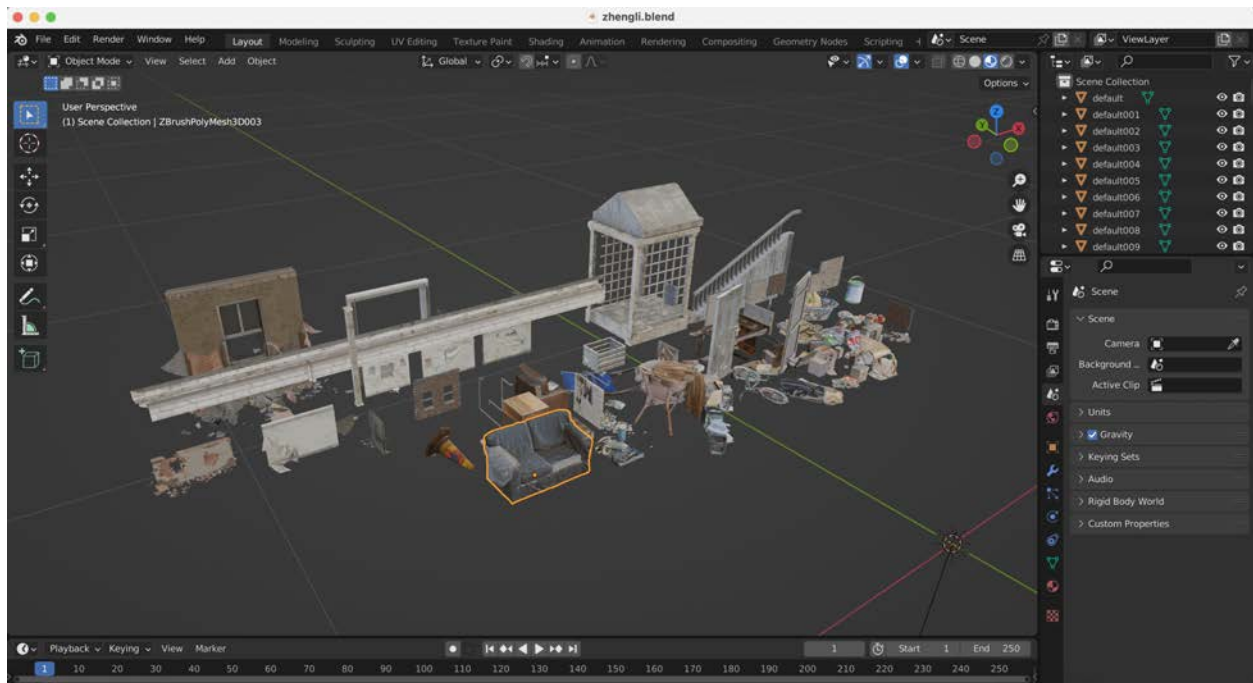 zhengli.blend
File Edit Render Window Help Layout Modeling Sculpting UV Editing Texture Paint Shading Animation Rendering Compositing Geometry Nodes Scripting Scene ViewLayer
Object Mode View Select Add Object Global
Options
User Perspective
(1) Scene Collection | ZBrushPolyMesh3D003
Z
Y
X
Scene Collection
default
default001
default002
default003
default004
default005
default006
default007
default008
default009
Scene
Scene
Camera
Background ...
Active Clip
Units
Gravity
Keying Sets
Audio
Rigid Body World
Custom Properties
Playback Keying View Marker 1 Start 1 End 250
1 10 20 30 40 50 60 70 80 90 100 110 120 130 140 150 160 170 180 190 200 210 220 230 240 250